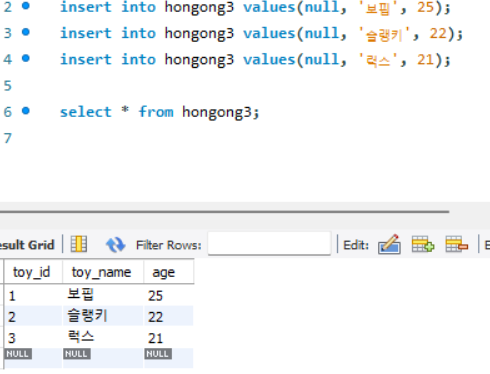 2 insert into hongong3 values(null, '보핍', 25);
3 insert into hongong3 values(null, '슬랭키', 22);
4 insert into hongong3 values(null, '럭스', 21);
5
6 select * from hongong3;
7
esult Grid Filter Rows: Edit: E
toy_id toy_name age
1 보핍 25
2 슬랭키 22
3 럭스 21
NULL NULL NULL